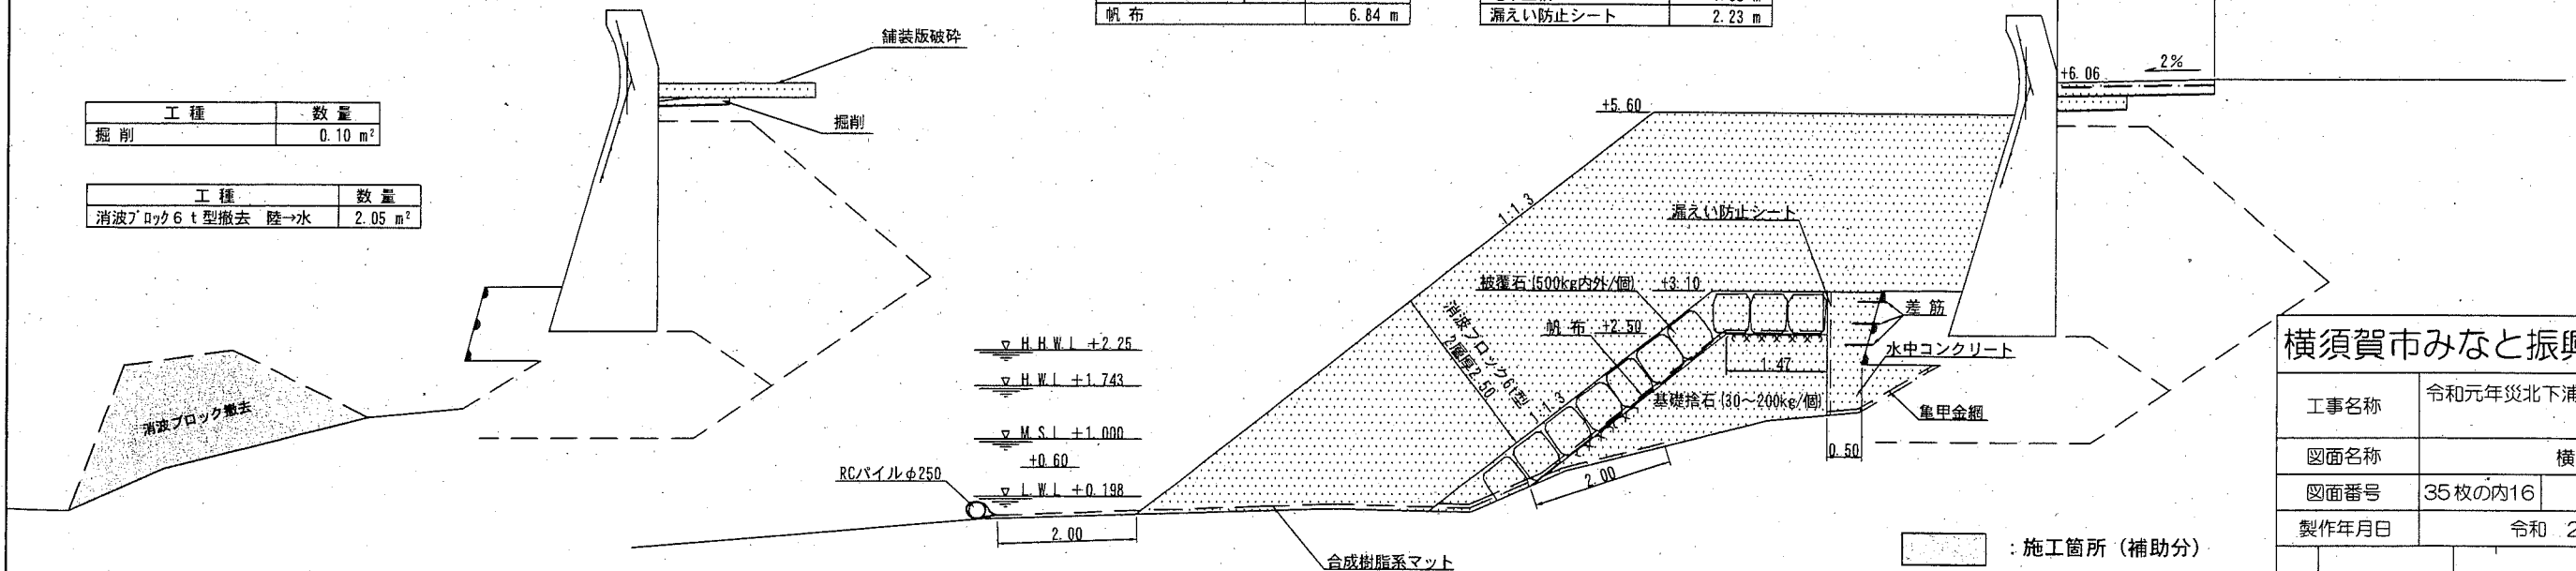 帆 布 6.84 m
漏えい防止シート 2.23 m
舗装版破砕
掘削
工 種 数 量
掘 削 0.10 m²
工 種 数 量
消波ブロック6t型撤去 陸→水 2.05 m²
消波ブロック撤去
+6.06
2%
+5.60
1:1.3
漏えい防止シート
被覆石(500kg内外/個)
+3.10
帆 布 +2.50
差 筋
水中コンクリート
1.47
消波ブロック6t型
2層厚2.50
1:1.3
基礎捨石(30～200kg/個)
亀甲金網
0.50
2.00
▽ H.H.W.L +2.25
▽ H.W.L +1.743
▽ M.S.L +1.000
+0.60
▽ L.W.L +0.198
RCパイルφ250
2.00
合成樹脂系マット
:施工箇所(補助分)
横須賀市みなと振興
工事名称 令和元年災北下浦
図面名称 横
図面番号 35枚の内16
製作年月日 令和 2